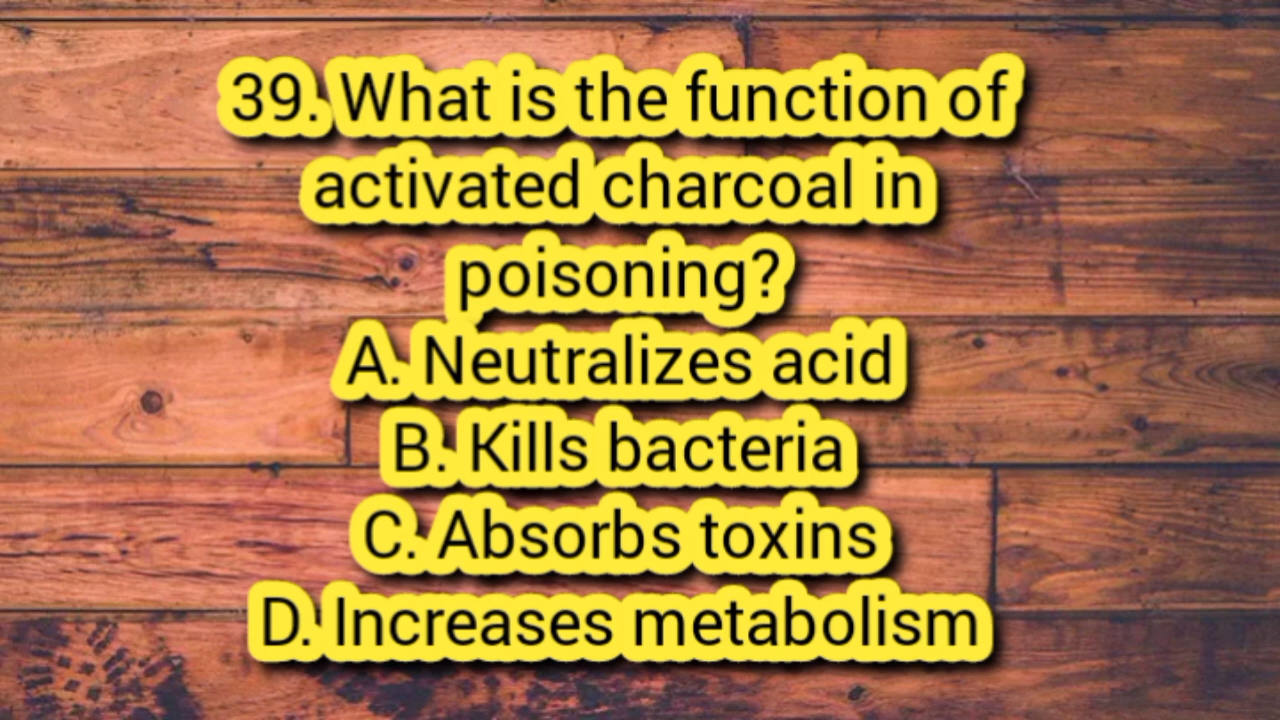 39. What is the function of
activated charcoal in
poisoning?
A. Neutralizes acid
B. Kills bacteria
C. Absorbs toxins
D. Increases metabolism